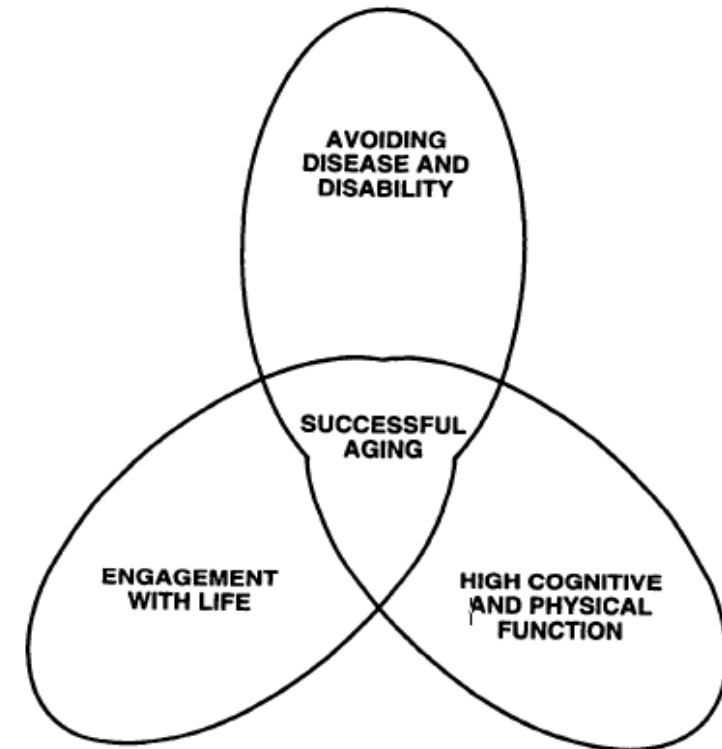 AVOIDING
DISEASE AND
DISABILITY
SUCCESSFUL
AGING
ENGAGEMENT
WITH LIFE
HIGH COGNITIVE
AND PHYSICAL
FUNCTION